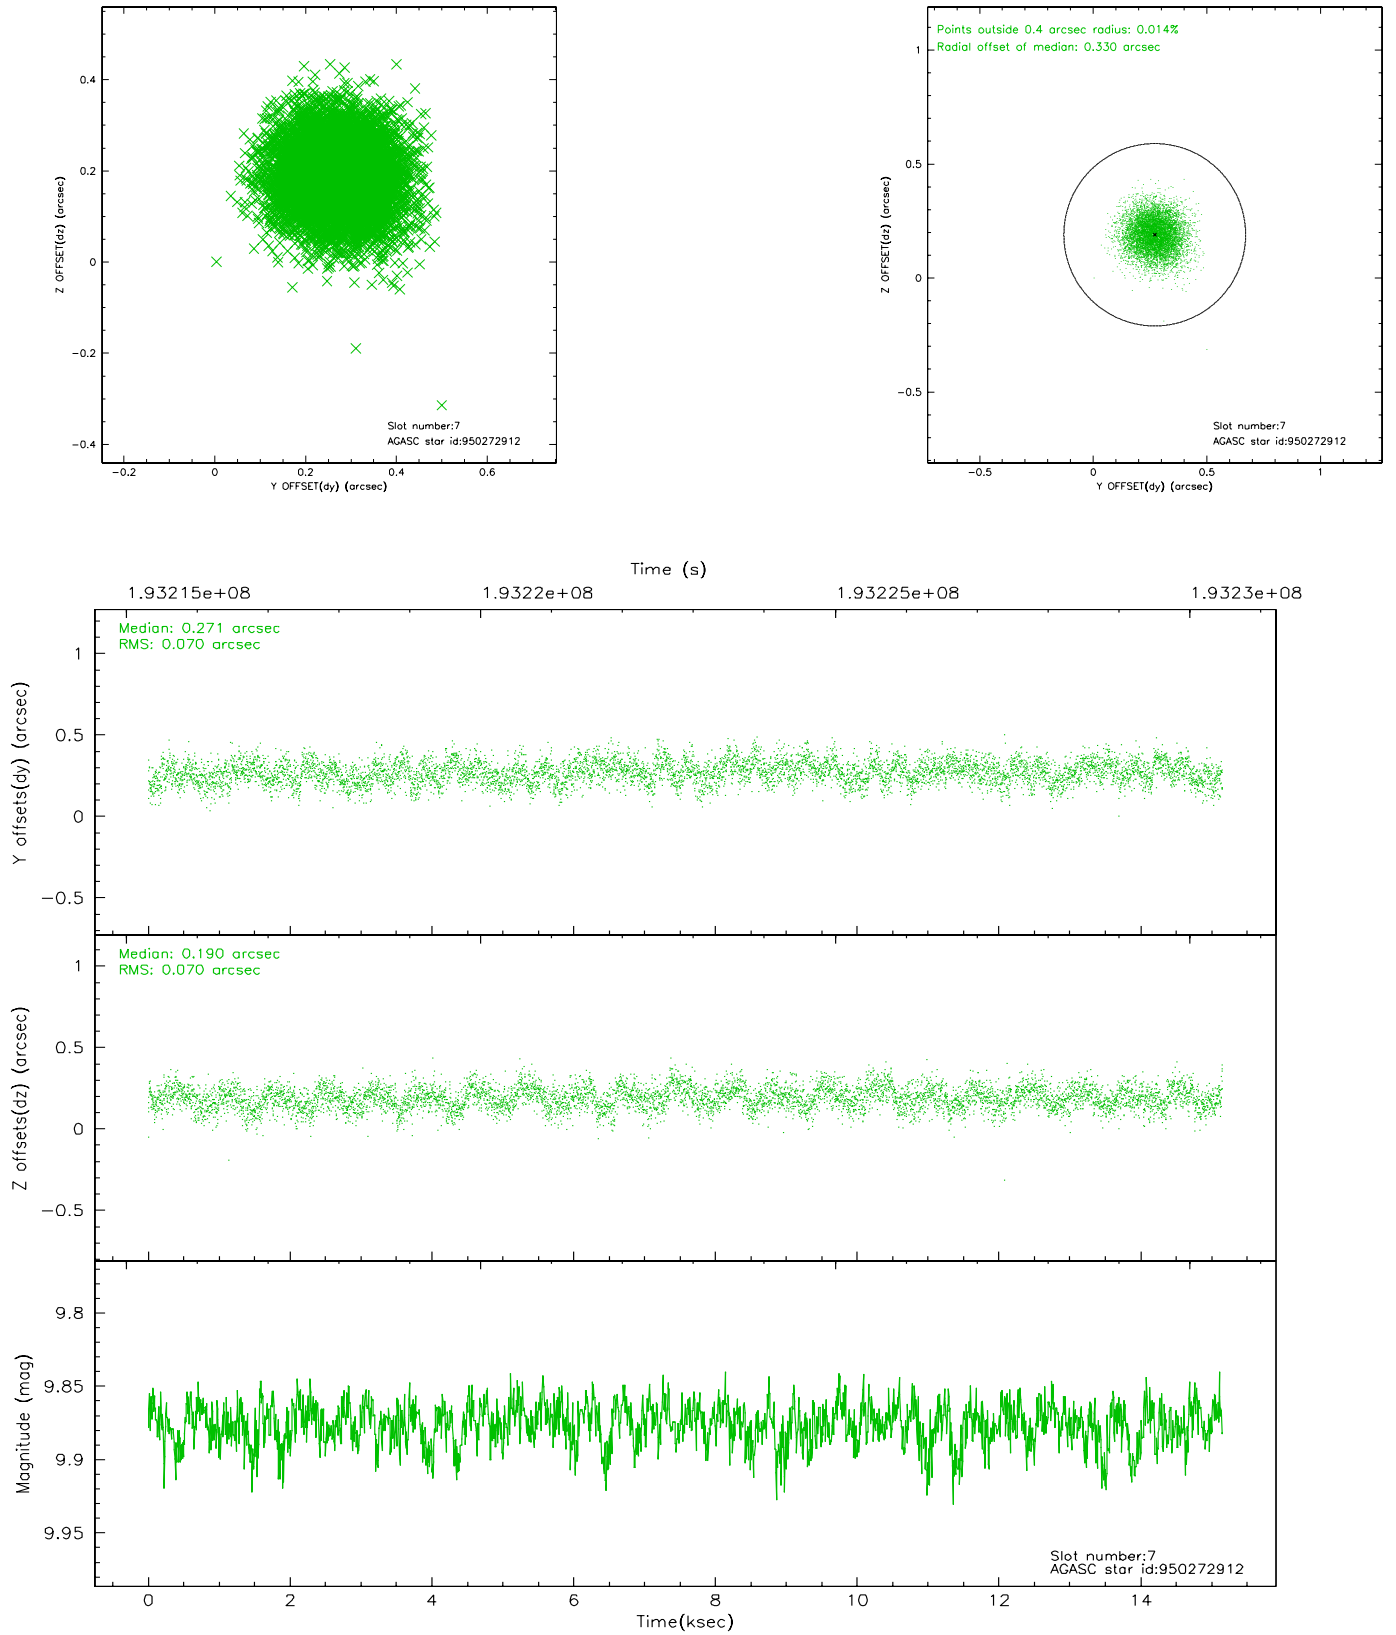 0.4
0.2
0
−0.2
−0.4
Z OFFSET(dz) (arcsec)
Slot number:7
AGASC star id:950272912
−0.2 0 0.2 0.4 0.6
Y OFFSET(dy) (arcsec)
Points outside 0.4 arcsec radius: 0.014%
Radial offset of median: 0.330 arcsec
1
0.5
0
−0.5
Z OFFSET(dz) (arcsec)
Slot number:7
AGASC star id:950272912
−0.5 0 0.5 1
Y OFFSET(dy) (arcsec)
Time (s)
1.93215e+08 1.9322e+08 1.93225e+08 1.9323e+08
Median: 0.271 arcsec
RMS: 0.070 arcsec
1
0.5
0
−0.5
Y offsets(dy) (arcsec)
Median: 0.190 arcsec
RMS: 0.070 arcsec
1
0.5
0
−0.5
Z offsets(dz) (arcsec)
9.8
9.85
9.9
9.95
Magnitude (mag)
Slot number:7
AGASC star id:950272912
0 2 4 6 8 10 12 14
Time(ksec)